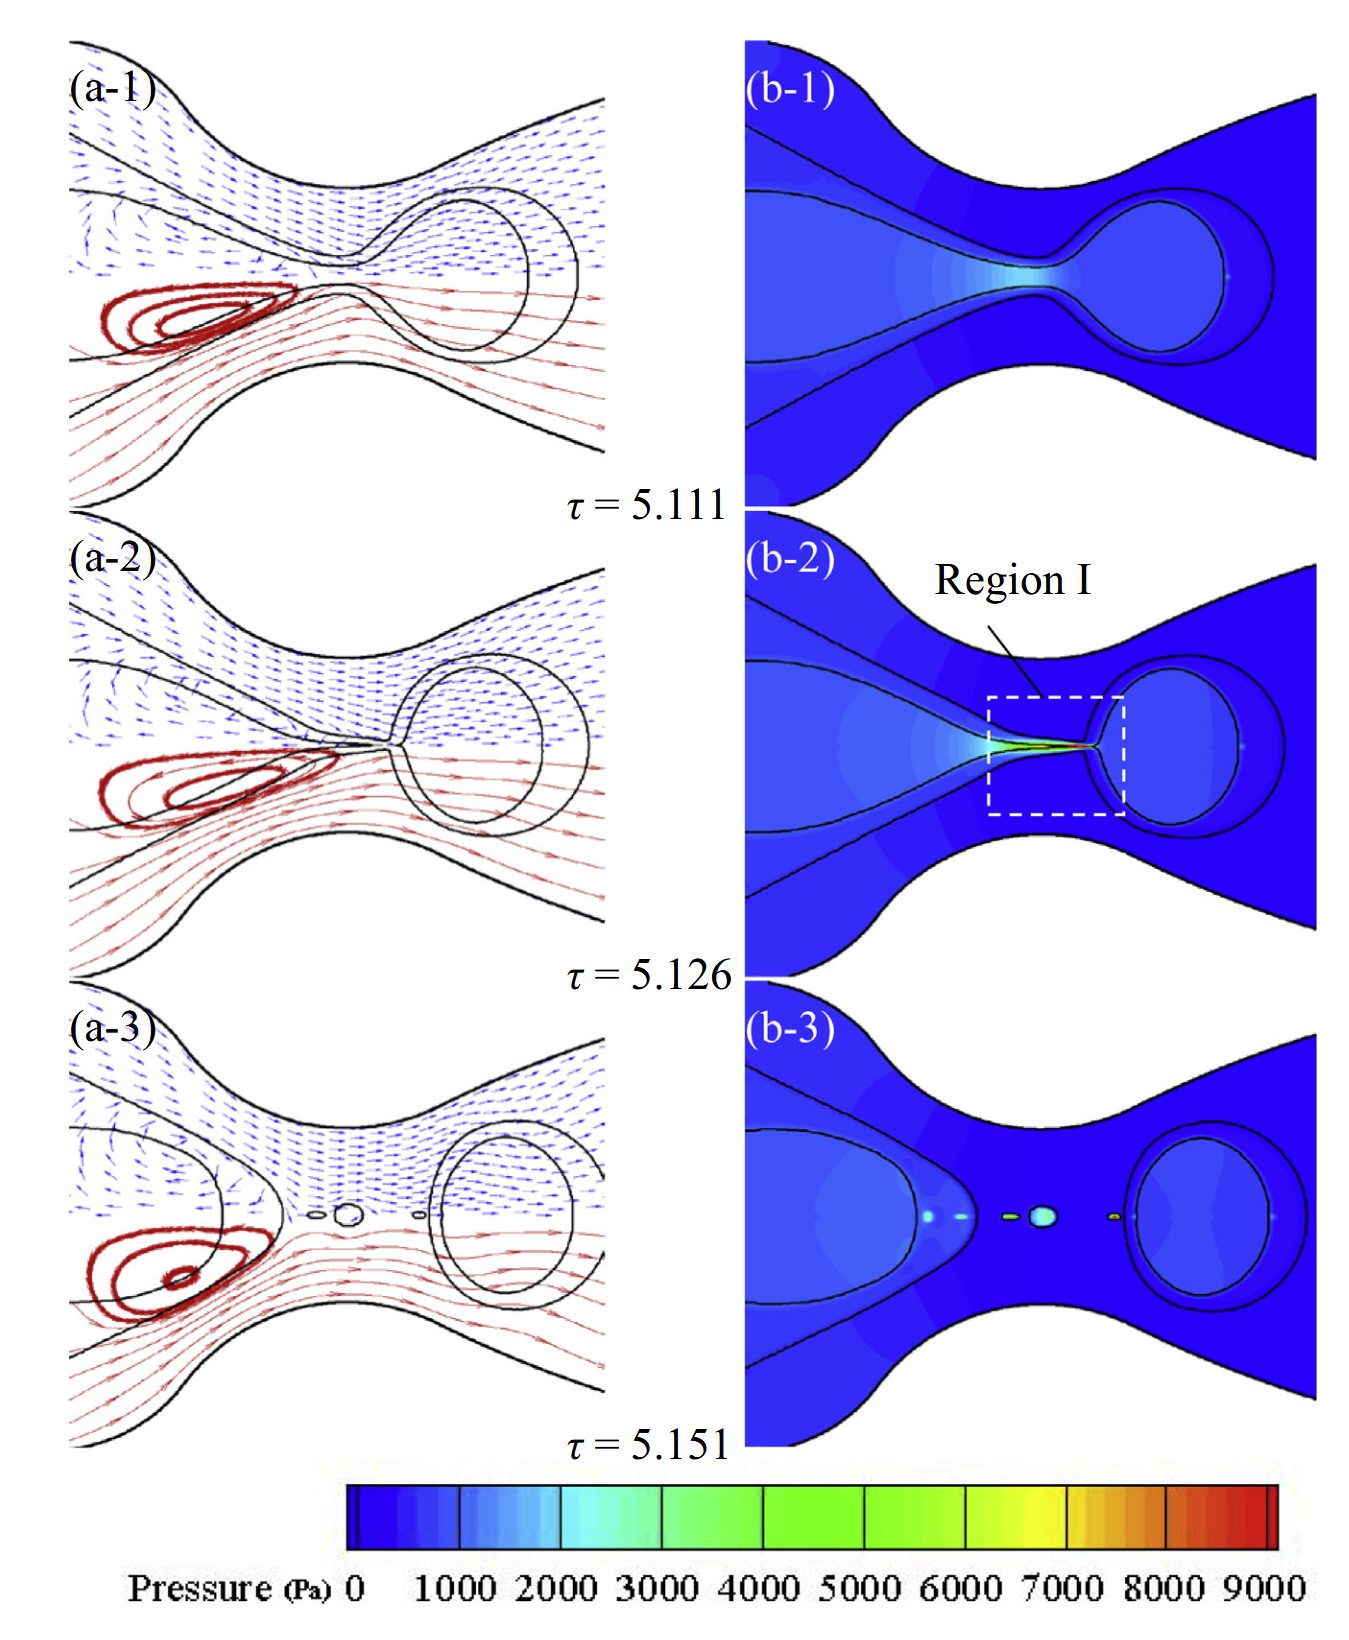 (a-1)
(b-1)
τ = 5.111
(a-2)
(b-2)
Region I
τ = 5.126
(a-3)
(b-3)
τ = 5.151
Pressure (Pa) 0 1000 2000 3000 4000 5000 6000 7000 8000 9000